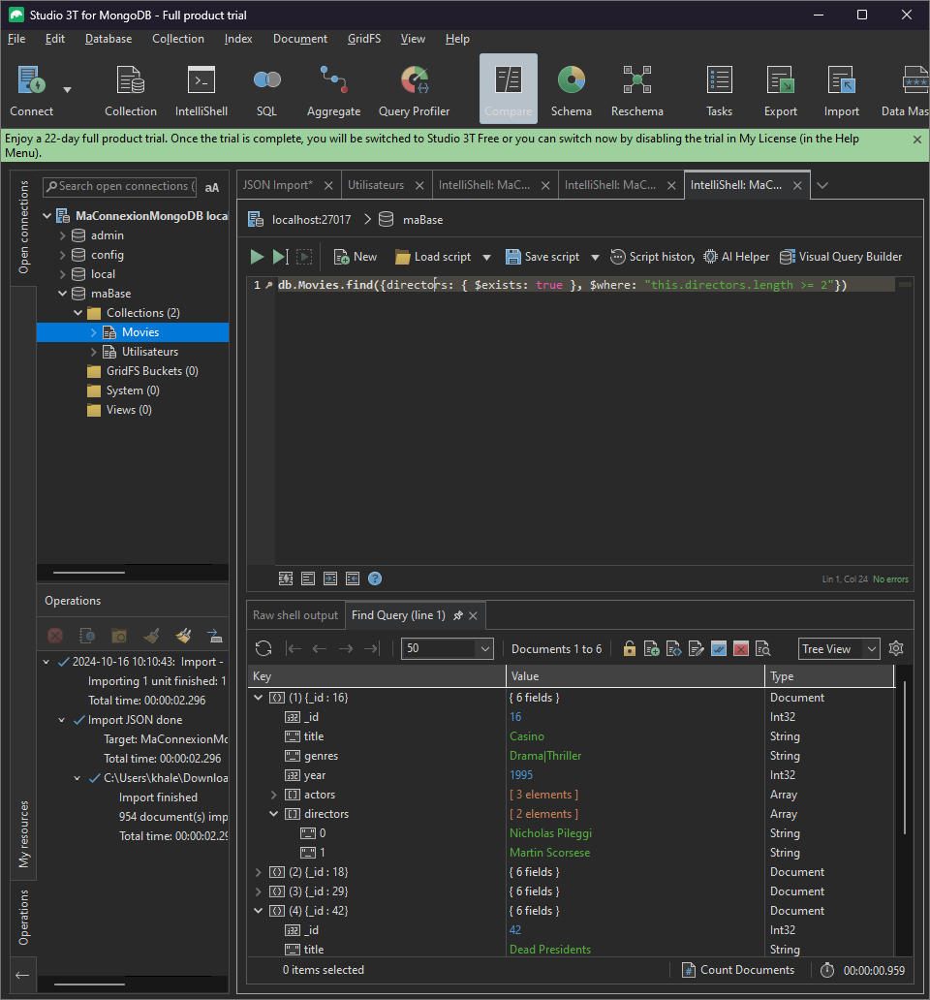 Studio 3T for MongoDB - Full product trial
File Edit Database Collection Index Document GridFS View Help
Connect Collection IntelliShell SQL Aggregate Query Profiler Compare Schema Reschema Tasks Export Import Data Mas
Enjoy a 22-day full product trial. Once the trial is complete, you will be switched to Studio 3T Free or you can switch now by disabling the trial in My License (in the Help
Menu).
Open connections
Search open connections ( aA
MaConnexionMongoDB loca
admin
config
local
maBase
Collections (2)
Movies
Utilisateurs
GridFS Buckets (0)
System (0)
Views (0)
JSON Import* Utilisateurs IntelliShell: MaC... IntelliShell: MaC... IntelliShell: MaC...
localhost:27017 maBase
New Load script Save script Script history AI Helper Visual Query Builder
1 db.Movies.find({directors: { $exists: true }, $where: "this.directors.length >= 2"})
Lin 1, Col 24 No errors
Operations
2024-10-16 10:10:43: Import -
Importing 1 unit finished: 1
Total time: 00:00:02.296
Import JSON done
Target: MaConnexionMo
Total time: 00:00:02.296
C:\Users\khale\Downloa
Import finished
954 document(s) imp
Total time: 00:00:02.29
My resources
Operations
Raw shell output Find Query (line 1)
50 Documents 1 to 6 Tree View
Key Value Type
(1) {_id : 16} { 6 fields } Document
_id 16 Int32
title Casino String
genres Drama|Thriller String
year 1995 Int32
actors [ 3 elements ] Array
directors [ 2 elements ] Array
0 Nicholas Pileggi String
1 Martin Scorsese String
(2) {_id : 18} { 6 fields } Document
(3) {_id : 29} { 6 fields } Document
(4) {_id : 42} { 6 fields } Document
_id 42 Int32
title Dead Presidents String
0 items selected Count Documents 00:00:00.959